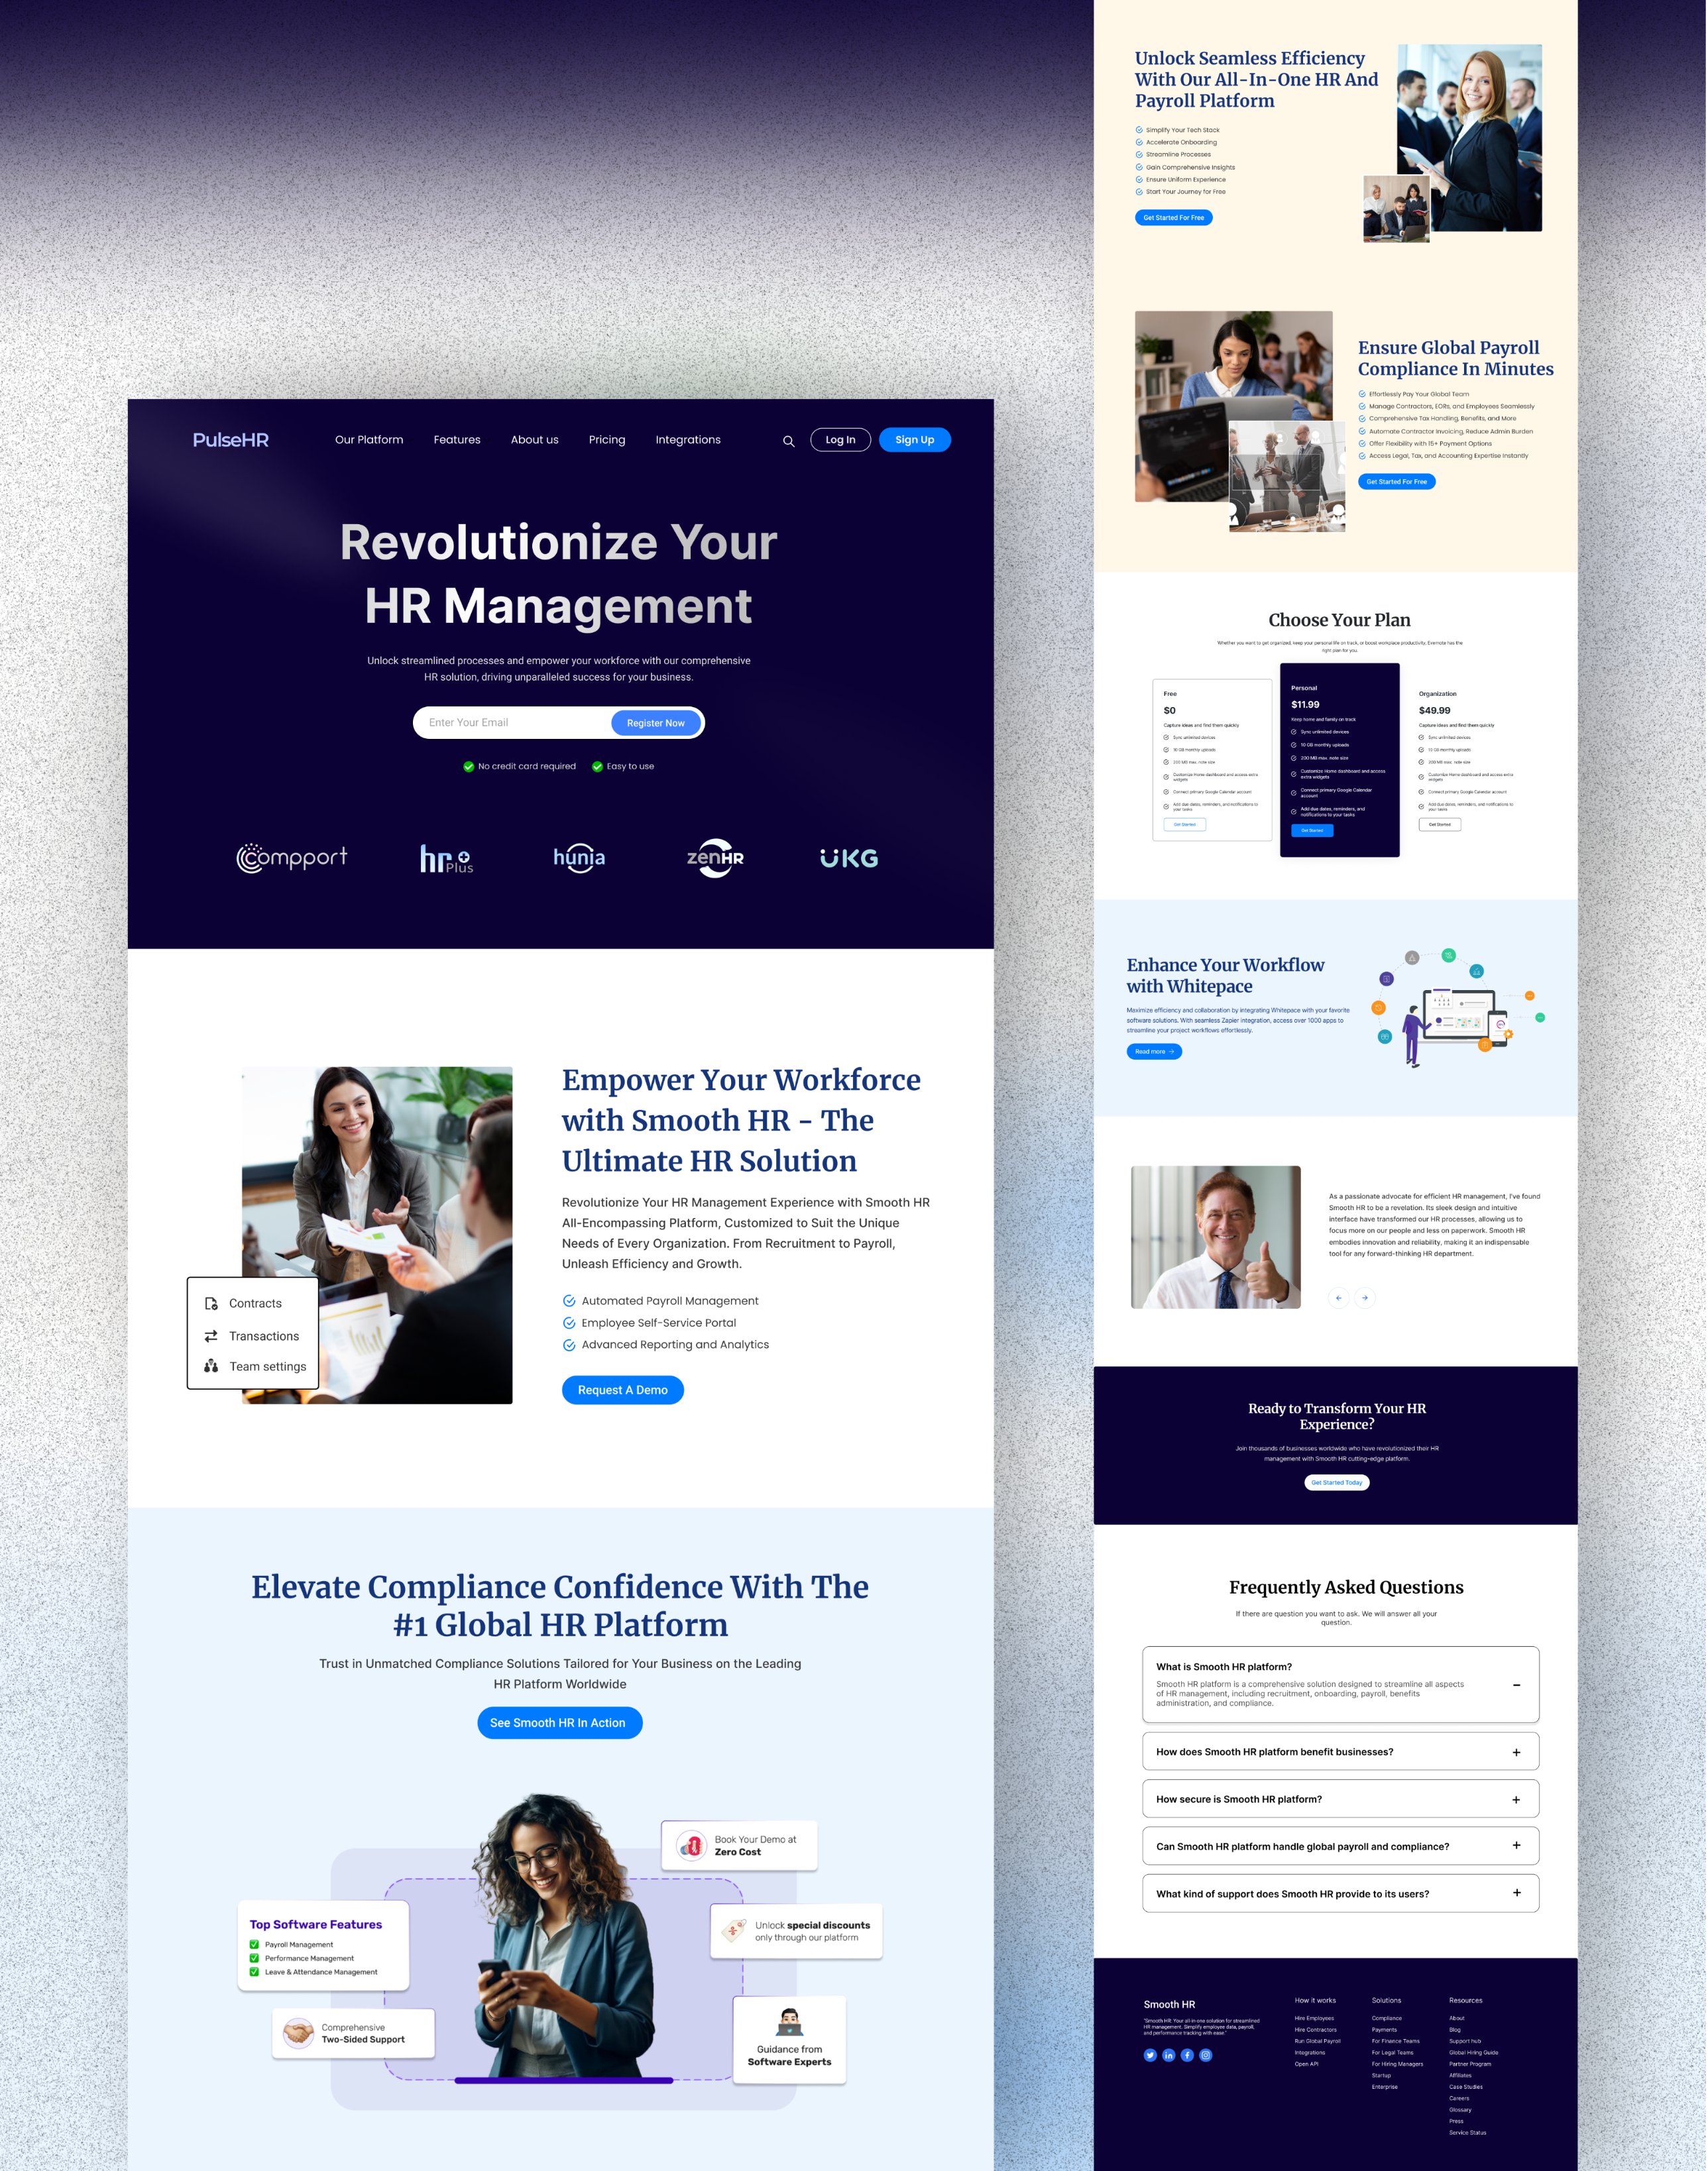 PulseHR
Our Platform
Features
About us
Pricing
Integrations
Log In
Sign Up
Revolutionize Your
HR Management
Unlock streamlined processes and empower your workforce with our comprehensive
HR solution, driving unparalleled success for your business.
Enter Your Email
Register Now
No credit card required
Easy to use
compport
hr Plus
hunia
zenHR
UKG
Empower Your Workforce
with Smooth HR - The
Ultimate HR Solution
Revolutionize Your HR Management Experience with Smooth HR
All-Encompassing Platform, Customized to Suit the Unique
Needs of Every Organization. From Recruitment to Payroll,
Unleash Efficiency and Growth.
Automated Payroll Management
Employee Self-Service Portal
Advanced Reporting and Analytics
Request A Demo
Contracts
Transactions
Team settings
Elevate Compliance Confidence With The
#1 Global HR Platform
Trust in Unmatched Compliance Solutions Tailored for Your Business on the Leading
HR Platform Worldwide
See Smooth HR In Action
Book Your Demo at
Zero Cost
Top Software Features
Payroll Management
Performance Management
Leave & Attendance Management
Unlock special discounts
only through our platform
Comprehensive
Two-Sided Support
Guidance from
Software Experts
Unlock Seamless Efficiency
With Our All-In-One HR And
Payroll Platform
Simplify Your Tech Stack
Accelerate Onboarding
Streamline Processes
Gain Comprehensive Insights
Ensure Uniform Experience
Start Your Journey for Free
Get Started For Free
Ensure Global Payroll
Compliance In Minutes
Effortlessly Pay Your Global Team
Manage Contractors, EORs, and Employees Seamlessly
Comprehensive Tax Handling, Benefits, and More
Automate Contractor Invoicing, Reduce Admin Burden
Offer Flexibility with 15+ Payment Options
Access Legal, Tax, and Accounting Expertise Instantly
Get Started For Free
Choose Your Plan
Whether you want to get organized, keep your personal life on track, or boost workplace productivity, Evernote has the
right plan for you.
Free
$0
Capture ideas and find them quickly
Sync unlimited devices
10 GB monthly uploads
200 MB max. note size
Customize Home dashboard and access extra
widgets
Connect primary Google Calendar account
Add due dates, reminders, and notifications to
your tasks
Get Started
Personal
$11.99
Keep home and family on track
Sync unlimited devices
10 GB monthly uploads
200 MB max. note size
Customize Home dashboard and access
extra widgets
Connect primary Google Calendar
account
Add due dates, reminders, and
notifications to your tasks
Get Started
Organization
$49.99
Capture ideas and find them quickly
Sync unlimited devices
10 GB monthly uploads
200 MB max. note size
Customize Home dashboard and access extra
widgets
Connect primary Google Calendar account
Add due dates, reminders, and notifications to
your tasks
Get Started
Enhance Your Workflow
with Whitepace
Maximize efficiency and collaboration by integrating Whitepace with your favorite
software solutions. With seamless Zapier integration, access over 1000 apps to
streamline your project workflows effortlessly.
Read more
As a passionate advocate for efficient HR management, I've found
Smooth HR to be a revelation. Its sleek design and intuitive
interface have transformed our HR processes, allowing us to
focus more on our people and less on paperwork. Smooth HR
embodies innovation and reliability, making it an indispensable
tool for any forward-thinking HR department.
Ready to Transform Your HR
Experience?
Join thousands of businesses worldwide who have revolutionized their HR
management with Smooth HR cutting-edge platform.
Get Started Today
Frequently Asked Questions
If there are question you want to ask. We will answer all your
question.
What is Smooth HR platform?
Smooth HR platform is a comprehensive solution designed to streamline all aspects
of HR management, including recruitment, onboarding, payroll, benefits
administration, and compliance.
How does Smooth HR platform benefit businesses?
How secure is Smooth HR platform?
Can Smooth HR platform handle global payroll and compliance?
What kind of support does Smooth HR provide to its users?
Smooth HR
"Smooth HR: Your all-in-one solution for streamlined
HR management. Simplify employee data, payroll,
and performance tracking with ease."
How it works
Hire Employees
Hire Contractors
Run Global Payroll
Integrations
Open API
Solutions
Compliance
Payments
For Finance Teams
For Legal Teams
For Hiring Managers
Startup
Enterprise
Resources
About
Blog
Support hub
Global Hiring Guide
Partner Program
Affiliates
Case Studies
Careers
Glossary
Press
Service Status